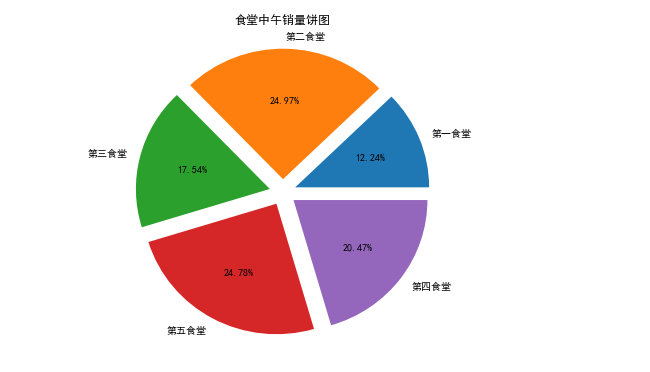 食堂中午销量饼图
第二食堂
24.97%
第一食堂
12.24%
第三食堂
17.54%
20.47%
24.78%
第四食堂
第五食堂